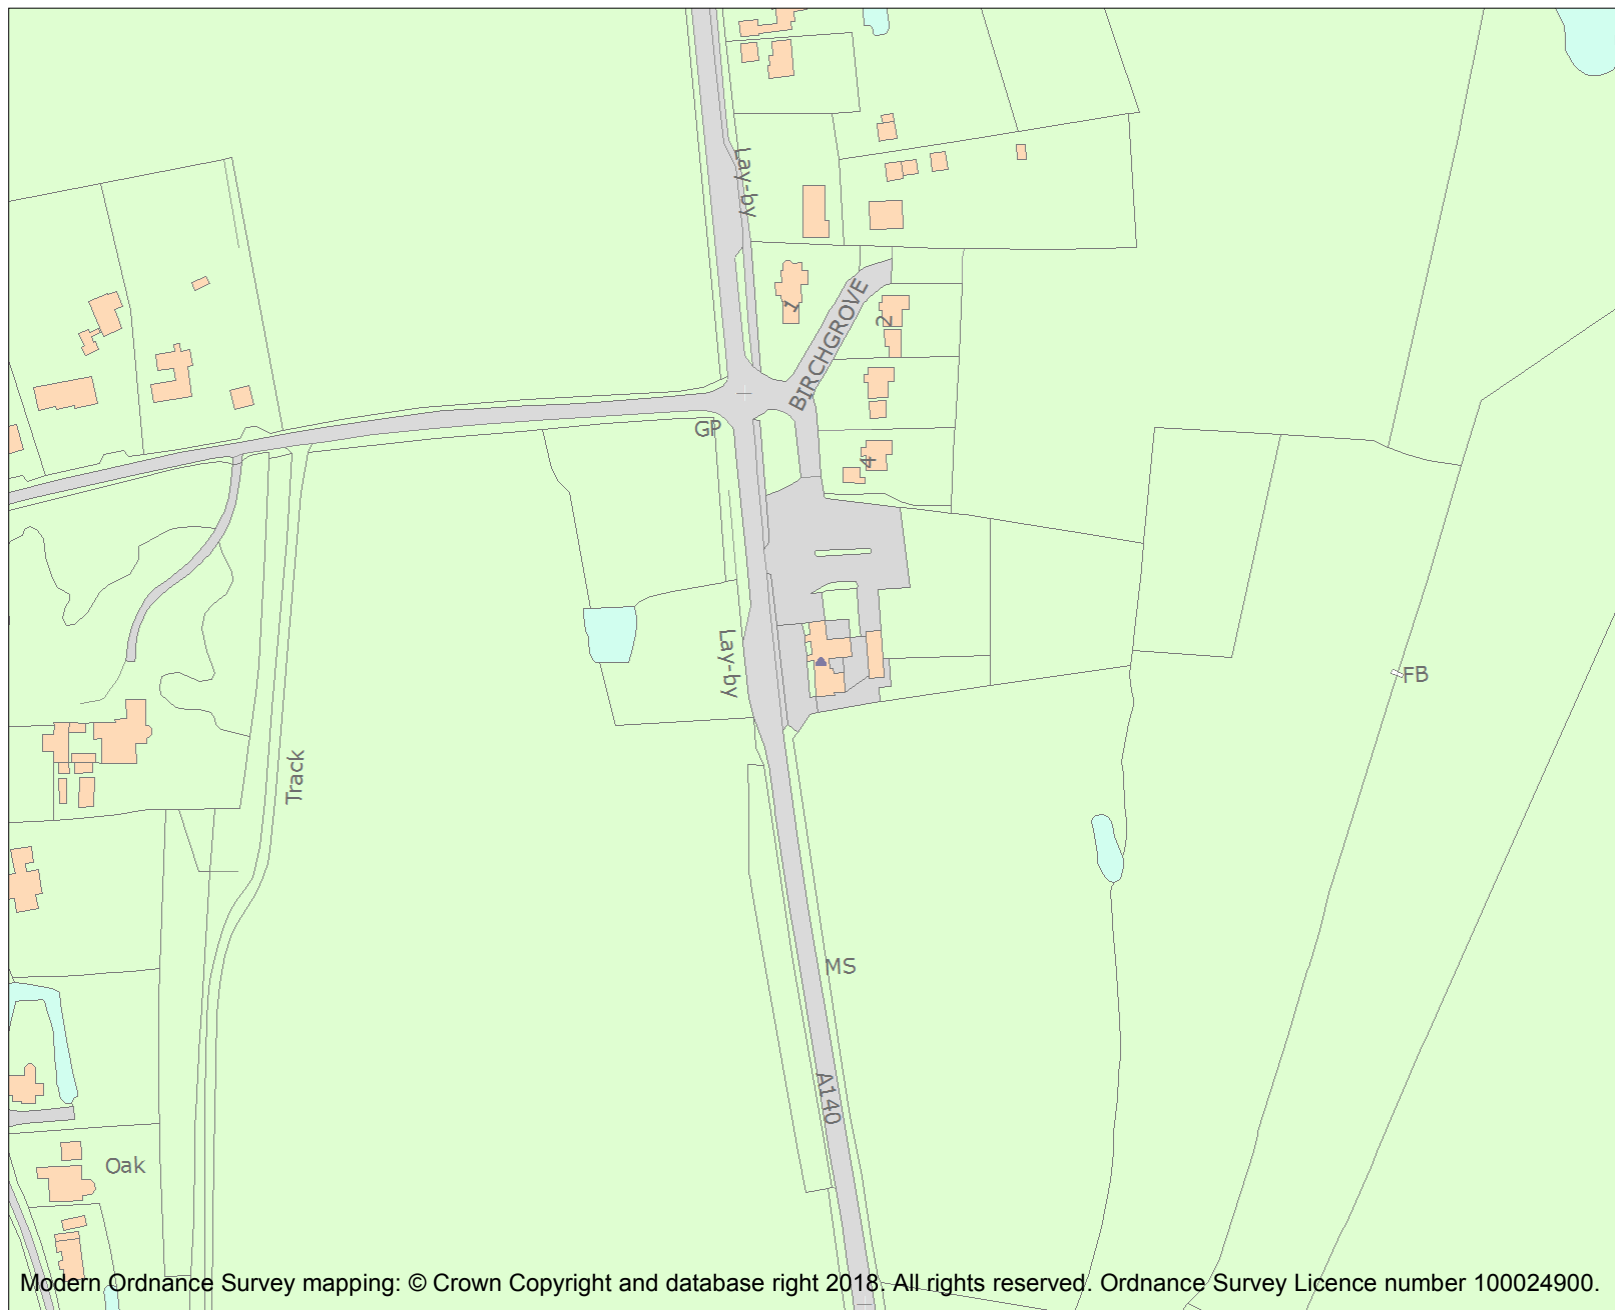 Lay-by
BIRCHGROVE
1
2
GP
4
Lay-by
FB
Track
MS
A140
Oak
Modern Ordnance Survey mapping: © Crown Copyright and database right 2018. All rights reserved. Ordnance Survey Licence number 100024900.